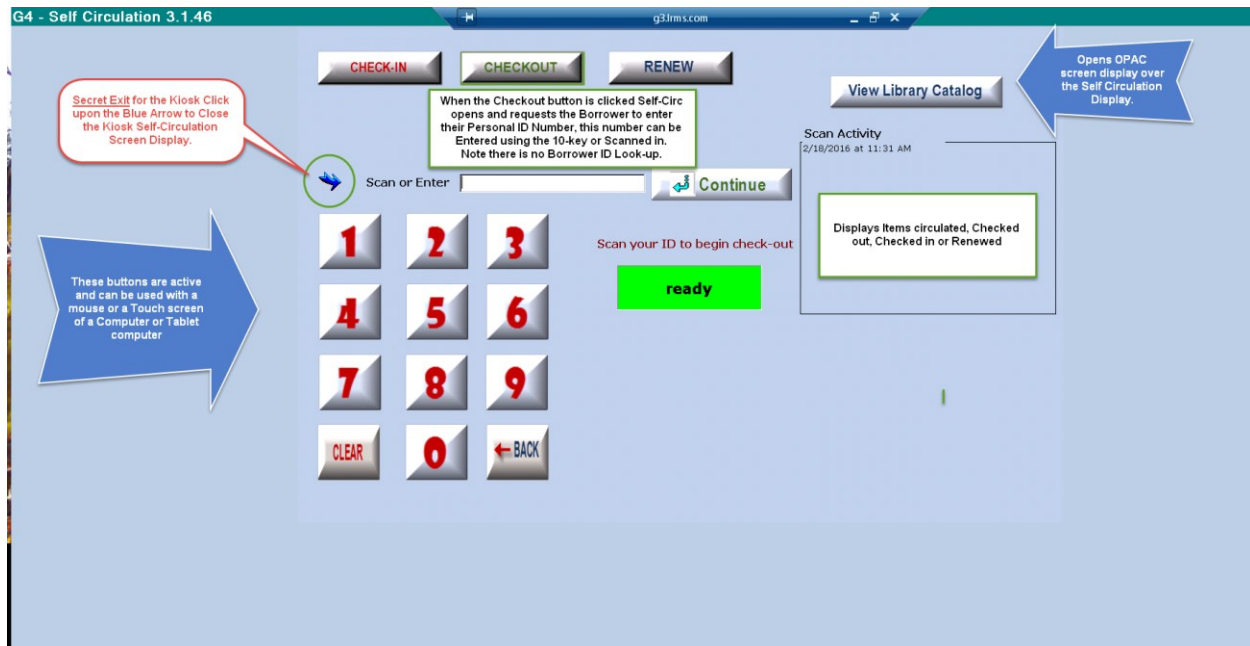 G4 - Self Circulation 3.1.46
g3.lrms.com
CHECK-IN
CHECKOUT
RENEW
View Library Catalog
Opens OPAC
screen display over
the Self Circulation
Display.
Secret Exit for the Kiosk Click
upon the Blue Arrow to Close
the Kiosk Self-Circulation
Screen Display.
When the Checkout button is clicked Self-Circ
opens and requests the Borrower to enter
their Personal ID Number, this number can be
Entered using the 10-key or Scanned in.
Note there is no Borrower ID Look-up.
Scan Activity
2/18/2016 at 11:31 AM
Scan or Enter
Continue
Displays Items circulated, Checked
out, Checked in or Renewed
Scan your ID to begin check-out
ready
These buttons are active
and can be used with a
mouse or a Touch screen
of a Computer or Tablet
computer
1 2 3
4 5 6
7 8 9
CLEAR 0 BACK